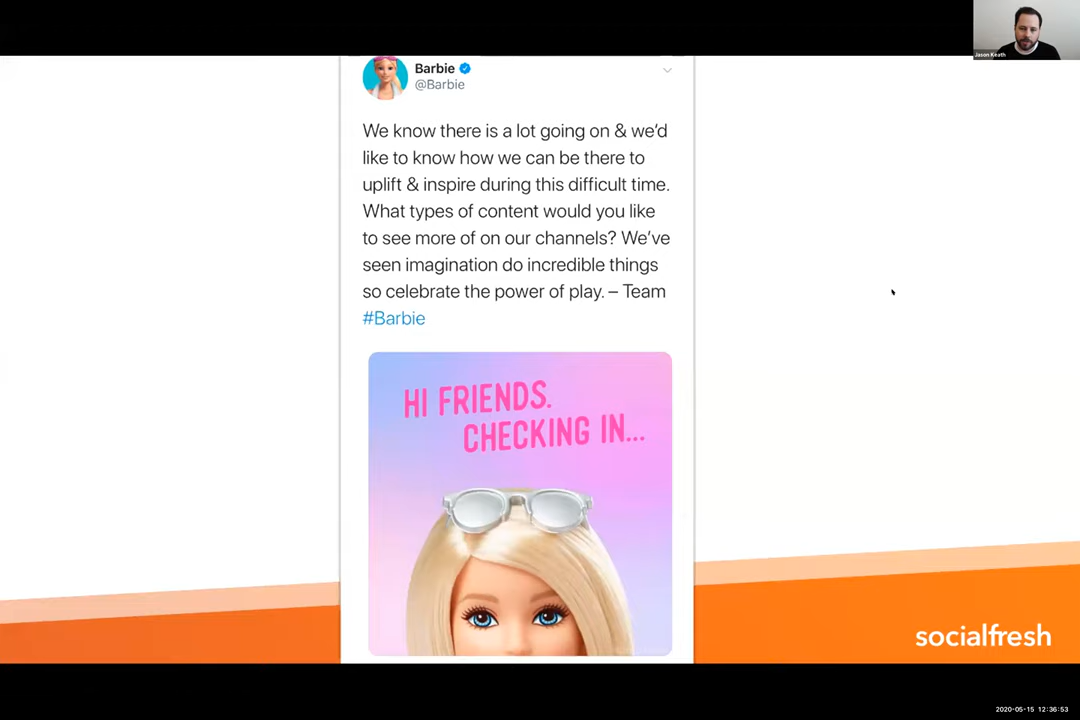 Jason Keath
Barbie
@Barbie
We know there is a lot going on & we'd
like to know how we can be there to
uplift & inspire during this difficult time.
What types of content would you like
to see more of on our channels? We've
seen imagination do incredible things
so celebrate the power of play. – Team
#Barbie
HI FRIENDS.
CHECKING IN...
socialfresh
2020-05-15 12:36:53